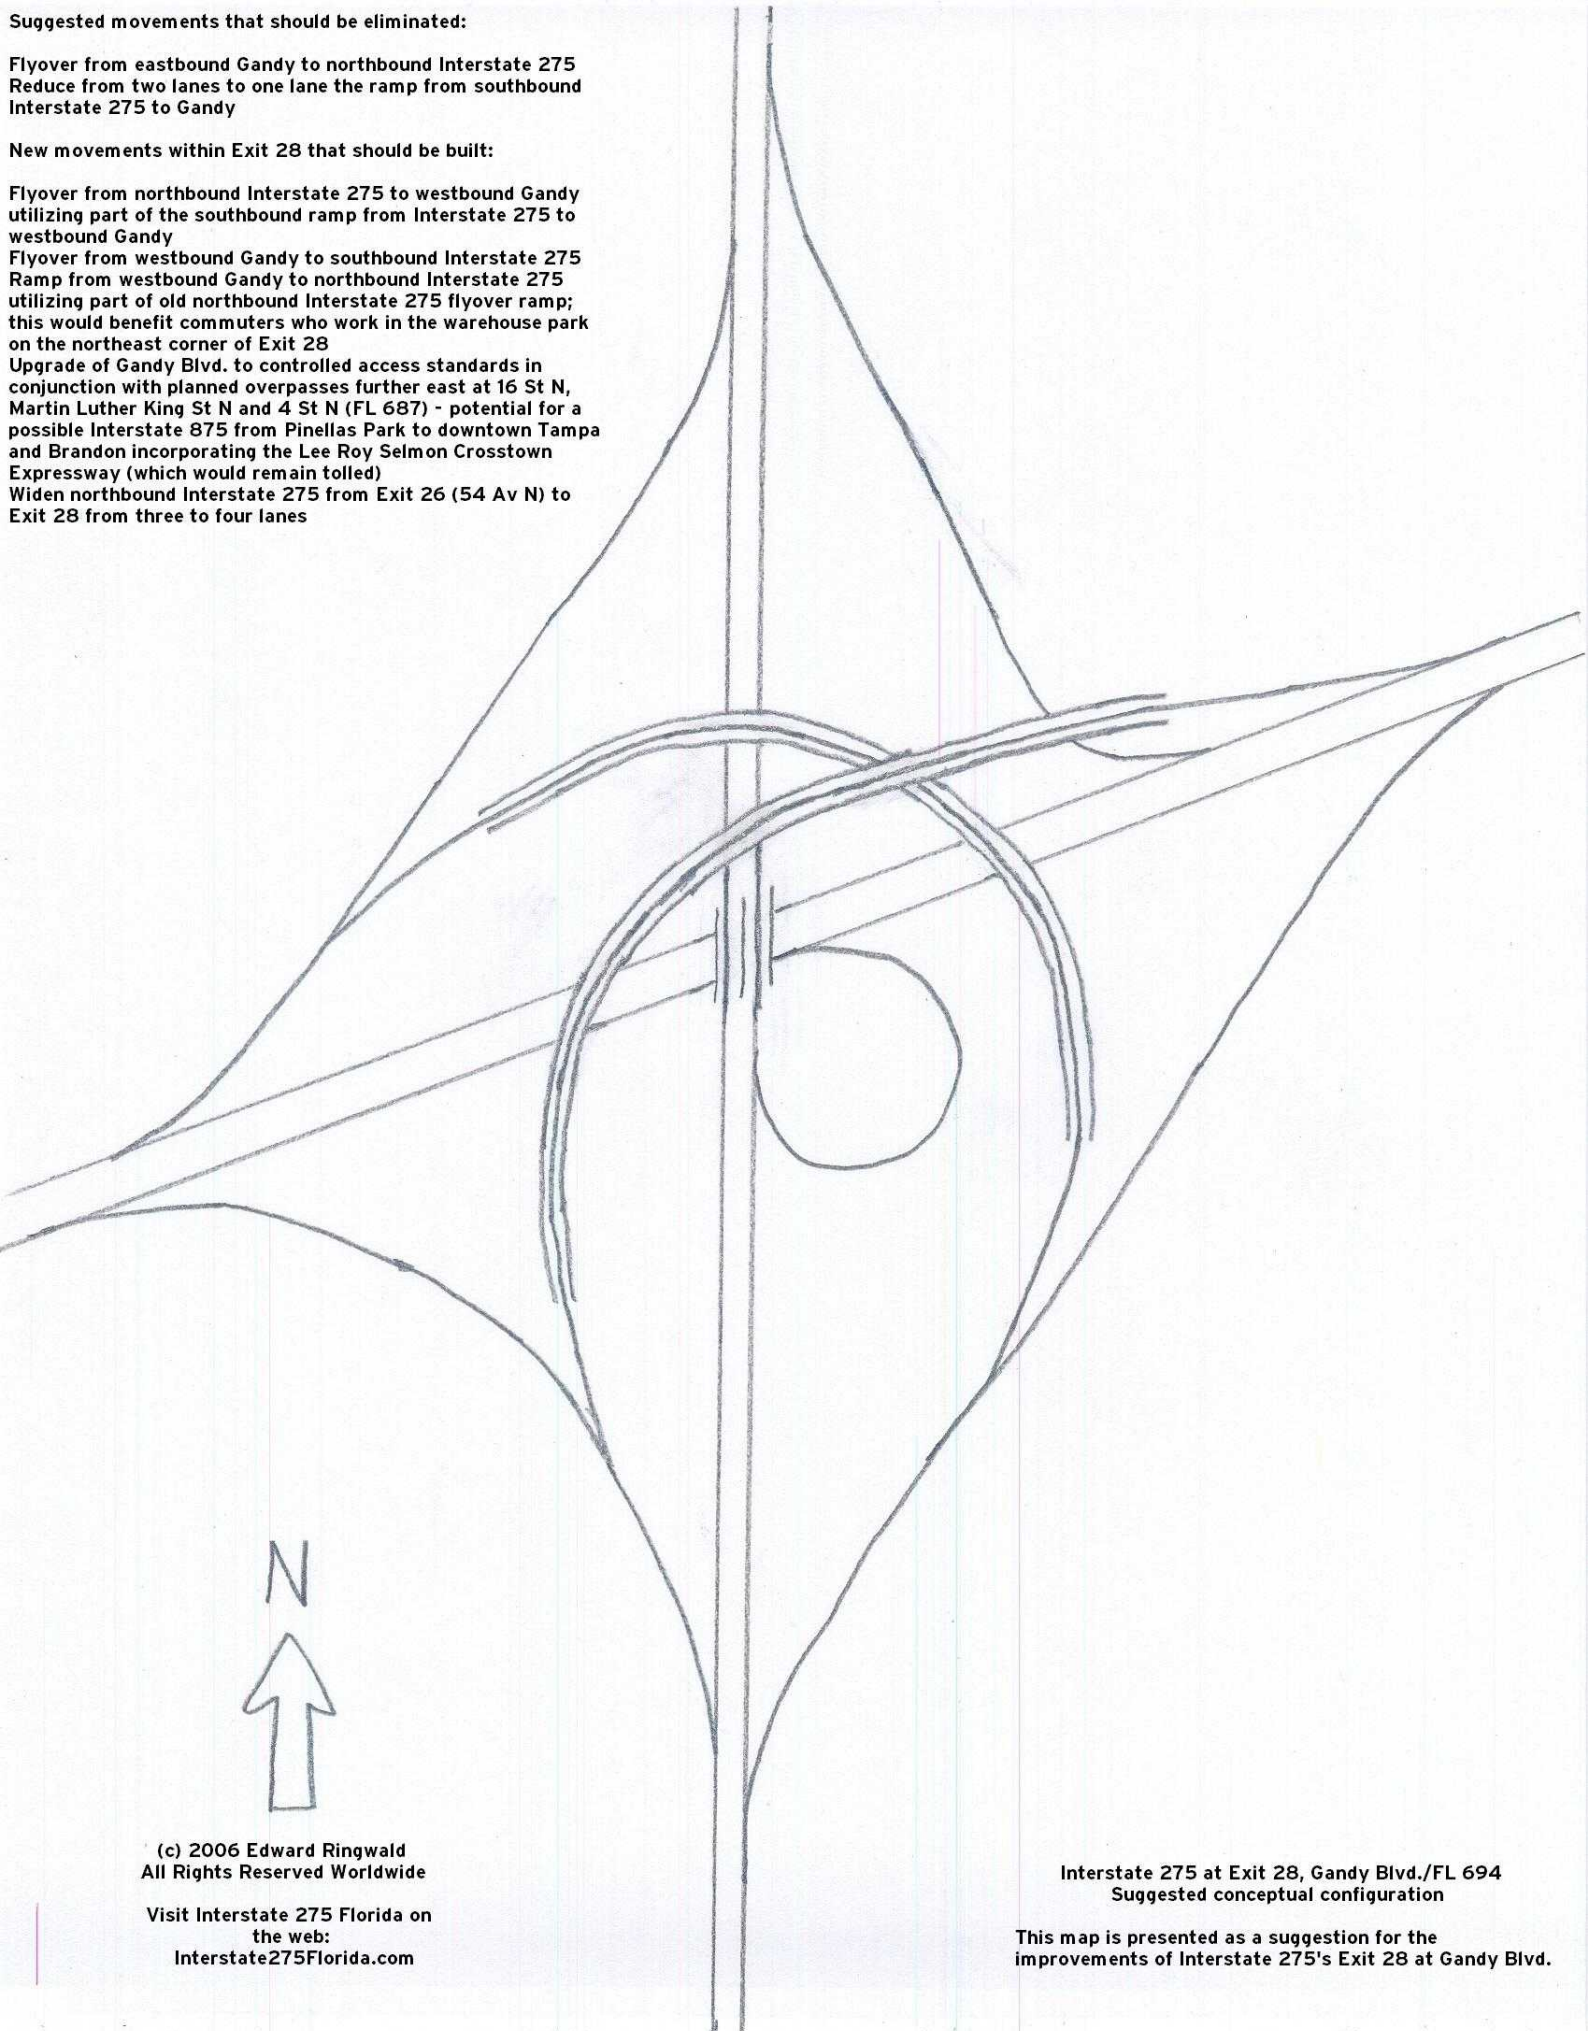 Suggested movements that should be eliminated:
Flyover from eastbound Gandy to northbound Interstate 275
Reduce from two lanes to one lane the ramp from southbound
Interstate 275 to Gandy
New movements within Exit 28 that should be built:
Flyover from northbound Interstate 275 to westbound Gandy
utilizing part of the southbound ramp from Interstate 275 to
westbound Gandy
Flyover from westbound Gandy to southbound Interstate 275
Ramp from westbound Gandy to northbound Interstate 275
utilizing part of old northbound Interstate 275 flyover ramp;
this would benefit commuters who work in the warehouse park
on the northeast corner of Exit 28
Upgrade of Gandy Blvd. to controlled access standards in
conjunction with planned overpasses further east at 16 St N,
Martin Luther King St N and 4 St N (FL 687) - potential for a
possible Interstate 875 from Pinellas Park to downtown Tampa
and Brandon incorporating the Lee Roy Selmon Crosstown
Expressway (which would remain tolled)
Widen northbound Interstate 275 from Exit 26 (54 Av N) to
Exit 28 from three to four lanes
N
(c) 2006 Edward Ringwald
All Rights Reserved Worldwide
Visit Interstate 275 Florida on
the web:
Interstate275Florida.com
Interstate 275 at Exit 28, Gandy Blvd./FL 694
Suggested conceptual configuration
This map is presented as a suggestion for the
improvements of Interstate 275's Exit 28 at Gandy Blvd.